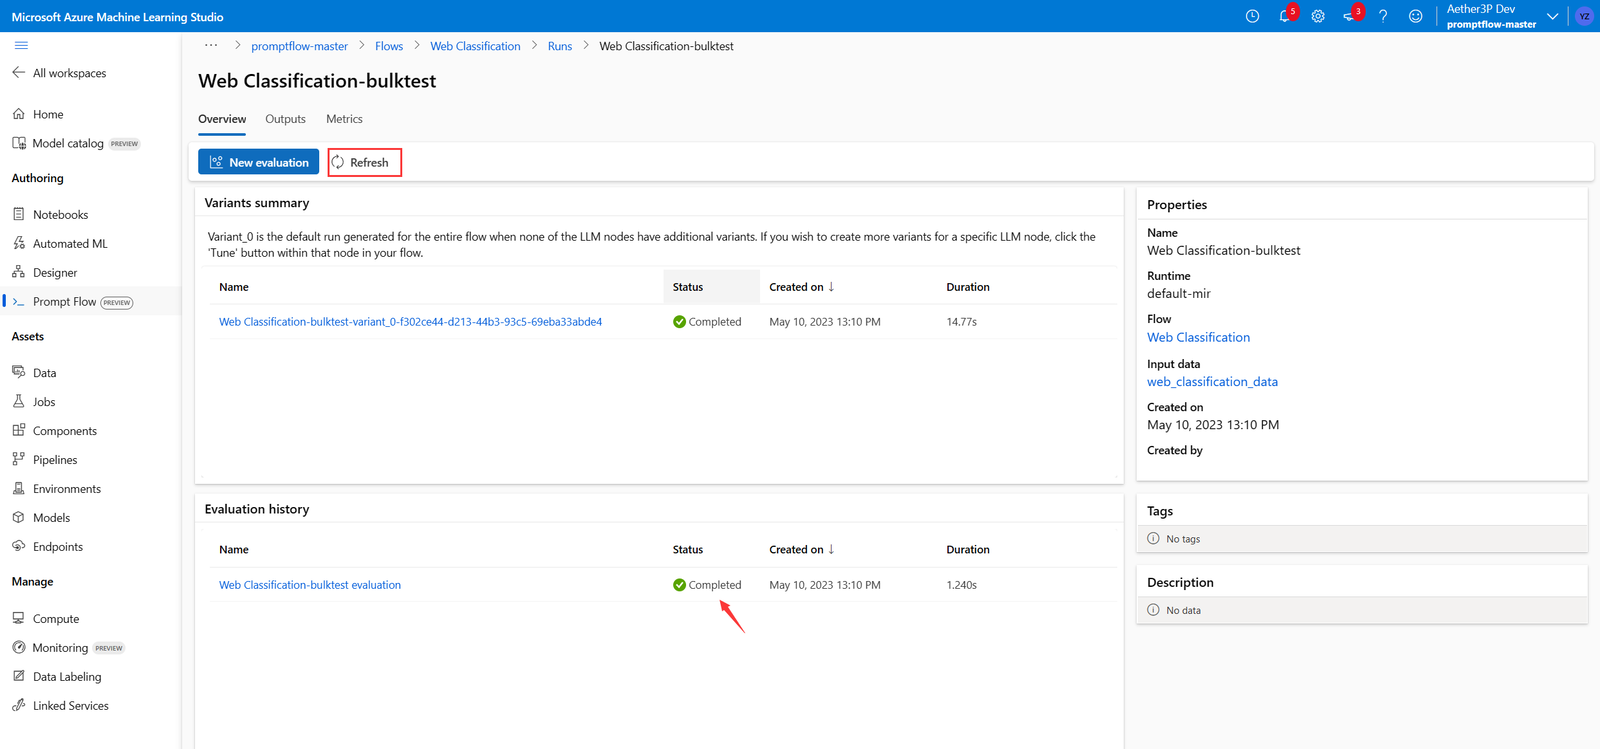 Microsoft Azure Machine Learning Studio
5
3
?
Aether3P Dev
promptflow-master
YZ
··· > promptflow-master > Flows > Web Classification > Runs > Web Classification-bulktest
All workspaces
Home
Model catalog PREVIEW
Authoring
Notebooks
Automated ML
Designer
Prompt Flow PREVIEW
Assets
Data
Jobs
Components
Pipelines
Environments
Models
Endpoints
Manage
Compute
Monitoring PREVIEW
Data Labeling
Linked Services
Web Classification-bulktest
Overview Outputs Metrics
New evaluation Refresh
Variants summary
Variant_0 is the default run generated for the entire flow when none of the LLM nodes have additional variants. If you wish to create more variants for a specific LLM node, click the
'Tune' button within that node in your flow.
Name Status Created on ↓ Duration
Web Classification-bulktest-variant_0-f302ce44-d213-44b3-93c5-69eba33abde4 Completed May 10, 2023 13:10 PM 14.77s
Evaluation history
Name Status Created on ↓ Duration
Web Classification-bulktest evaluation Completed May 10, 2023 13:10 PM 1.240s
Properties
Name
Web Classification-bulktest
Runtime
default-mir
Flow
Web Classification
Input data
web_classification_data
Created on
May 10, 2023 13:10 PM
Created by
Tags
No tags
Description
No data